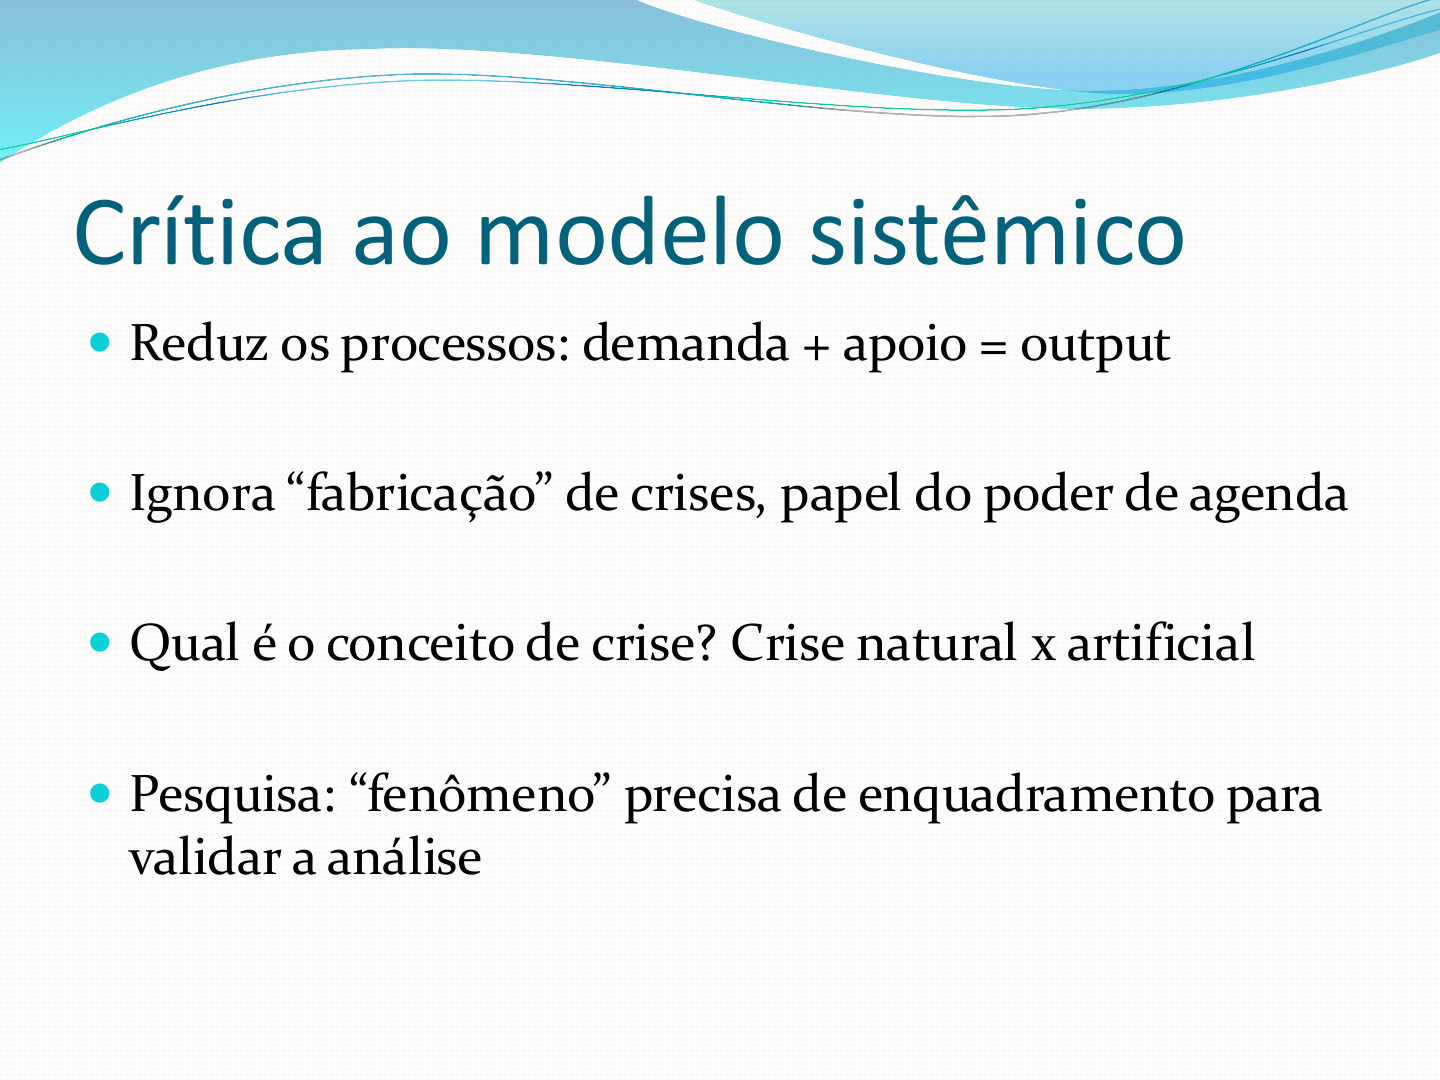 Crítica ao modelo sistêmico
• Reduz os processos: demanda + apoio = output
• Ignora “fabricação” de crises, papel do poder de agenda
• Qual é o conceito de crise? Crise natural x artificial
• Pesquisa: “fenômeno” precisa de enquadramento para
validar a análise